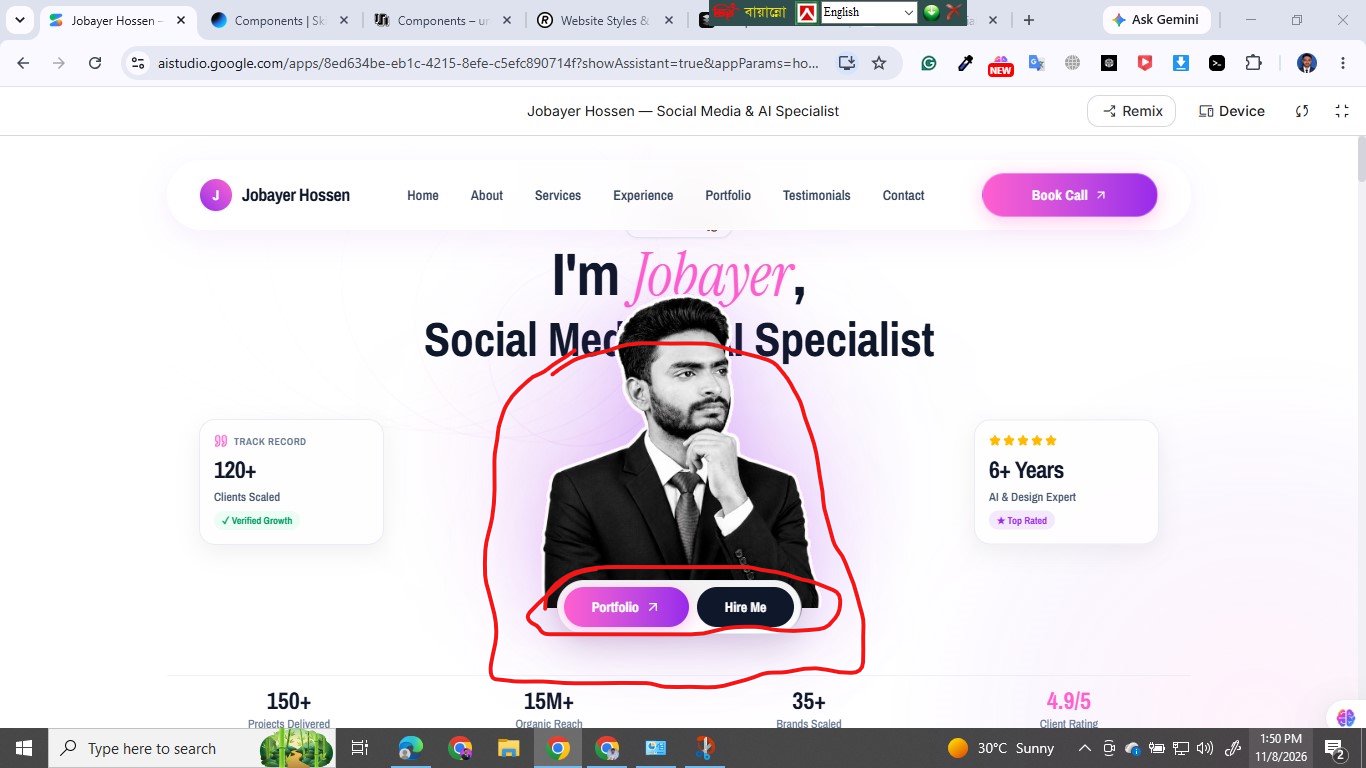 Jobayer Hossen –
Components | Sk
Components – un
Website Styles &
বায়ান্নো
English
Ask Gemini
aistudio.google.com/apps/8ed634be-eb1c-4215-8efe-c5efc890714f?showAssistant=true&appParams=ho...
NEW
Jobayer Hossen — Social Media & AI Specialist
Remix
Device
J
Jobayer Hossen
Home
About
Services
Experience
Portfolio
Testimonials
Contact
Book Call
I'm Jobayer,
Social Med I Specialist
TRACK RECORD
120+
Clients Scaled
✓ Verified Growth
6+ Years
AI & Design Expert
★ Top Rated
Portfolio
Hire Me
150+
Projects Delivered
15M+
Organic Reach
35+
Brands Scaled
4.9/5
Client Rating
Type here to search
30°C Sunny
1:50 PM
11/8/2026
2